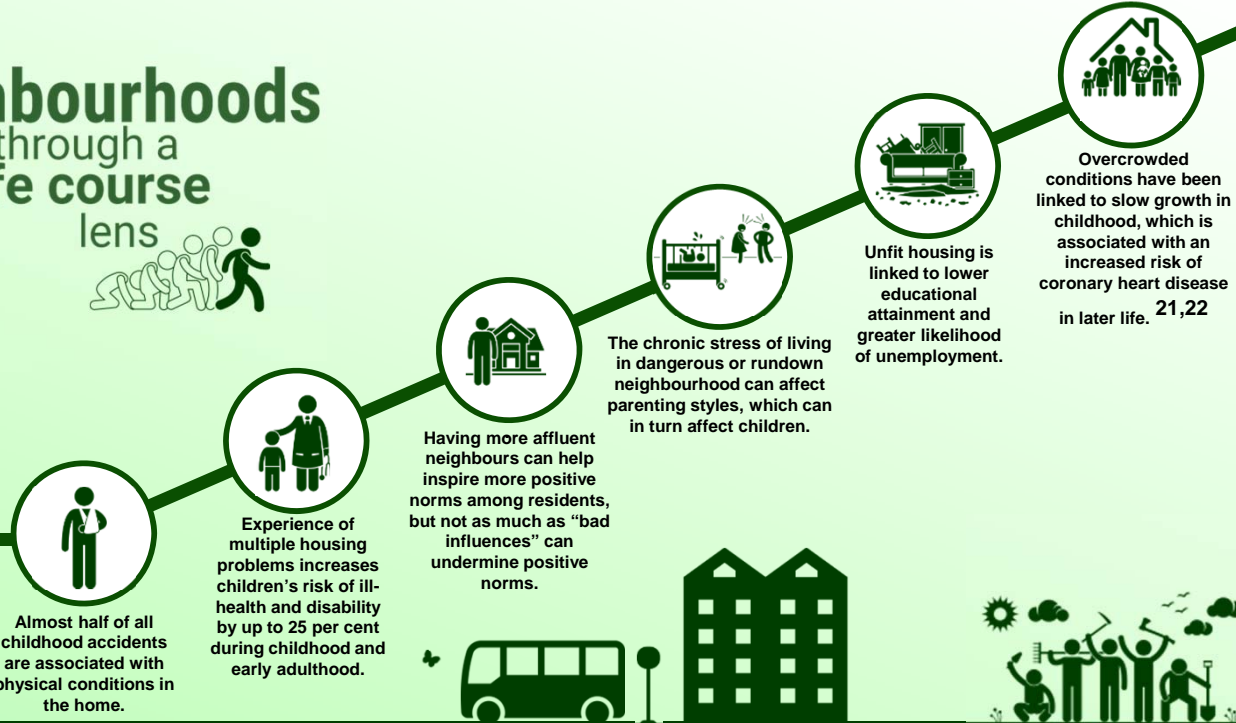 nbourhoods
through a
fe course
lens
Almost half of all
childhood accidents
are associated with
physical conditions in
the home.
Experience of
multiple housing
problems increases
children’s risk of ill-
health and disability
by up to 25 per cent
during childhood and
early adulthood.
Having more affluent
neighbours can help
inspire more positive
norms among residents,
but not as much as “bad
influences” can
undermine positive
norms.
The chronic stress of living
in dangerous or rundown
neighbourhood can affect
parenting styles, which can
in turn affect children.
Unfit housing is
linked to lower
educational
attainment and
greater likelihood
of unemployment.
Overcrowded
conditions have been
linked to slow growth in
childhood, which is
associated with an
increased risk of
coronary heart disease
in later life. 21,22